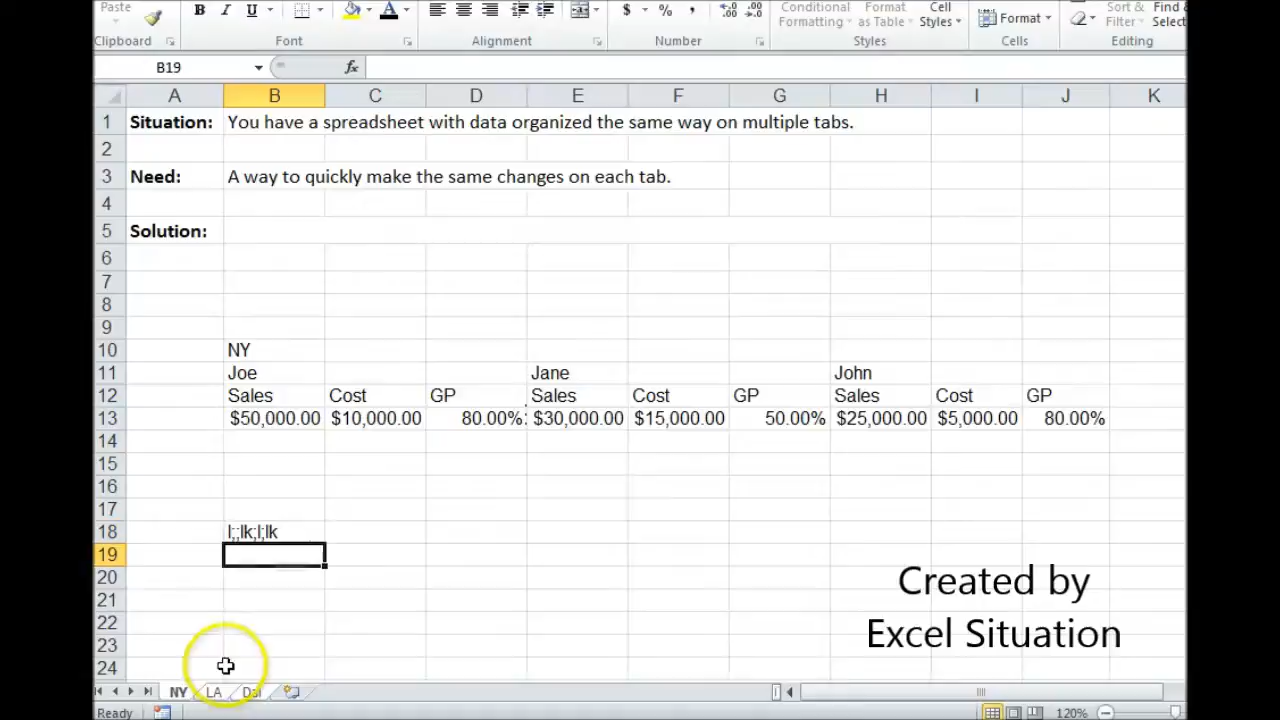 Paste
B I U
$ % ,
Conditional Formatting
Format as Table
Cell Styles
Format
Sort & Filter
Find & Select
Clipboard Font Alignment Number Styles Cells Editing
B19 fx
A B C D E F G H I J K
1 Situation: You have a spreadsheet with data organized the same way on multiple tabs.
2
3 Need: A way to quickly make the same changes on each tab.
4
5 Solution:
6
7
8
9
10 NY
11 Joe Jane John
12 Sales Cost GP Sales Cost GP Sales Cost GP
13 $50,000.00 $10,000.00 80.00% $30,000.00 $15,000.00 50.00% $25,000.00 $5,000.00 80.00%
14
15
16
17
18 l;;lk;l;lk
19
20
21
22
23
24
Created by
Excel Situation
NY LA Dal
Ready 120%